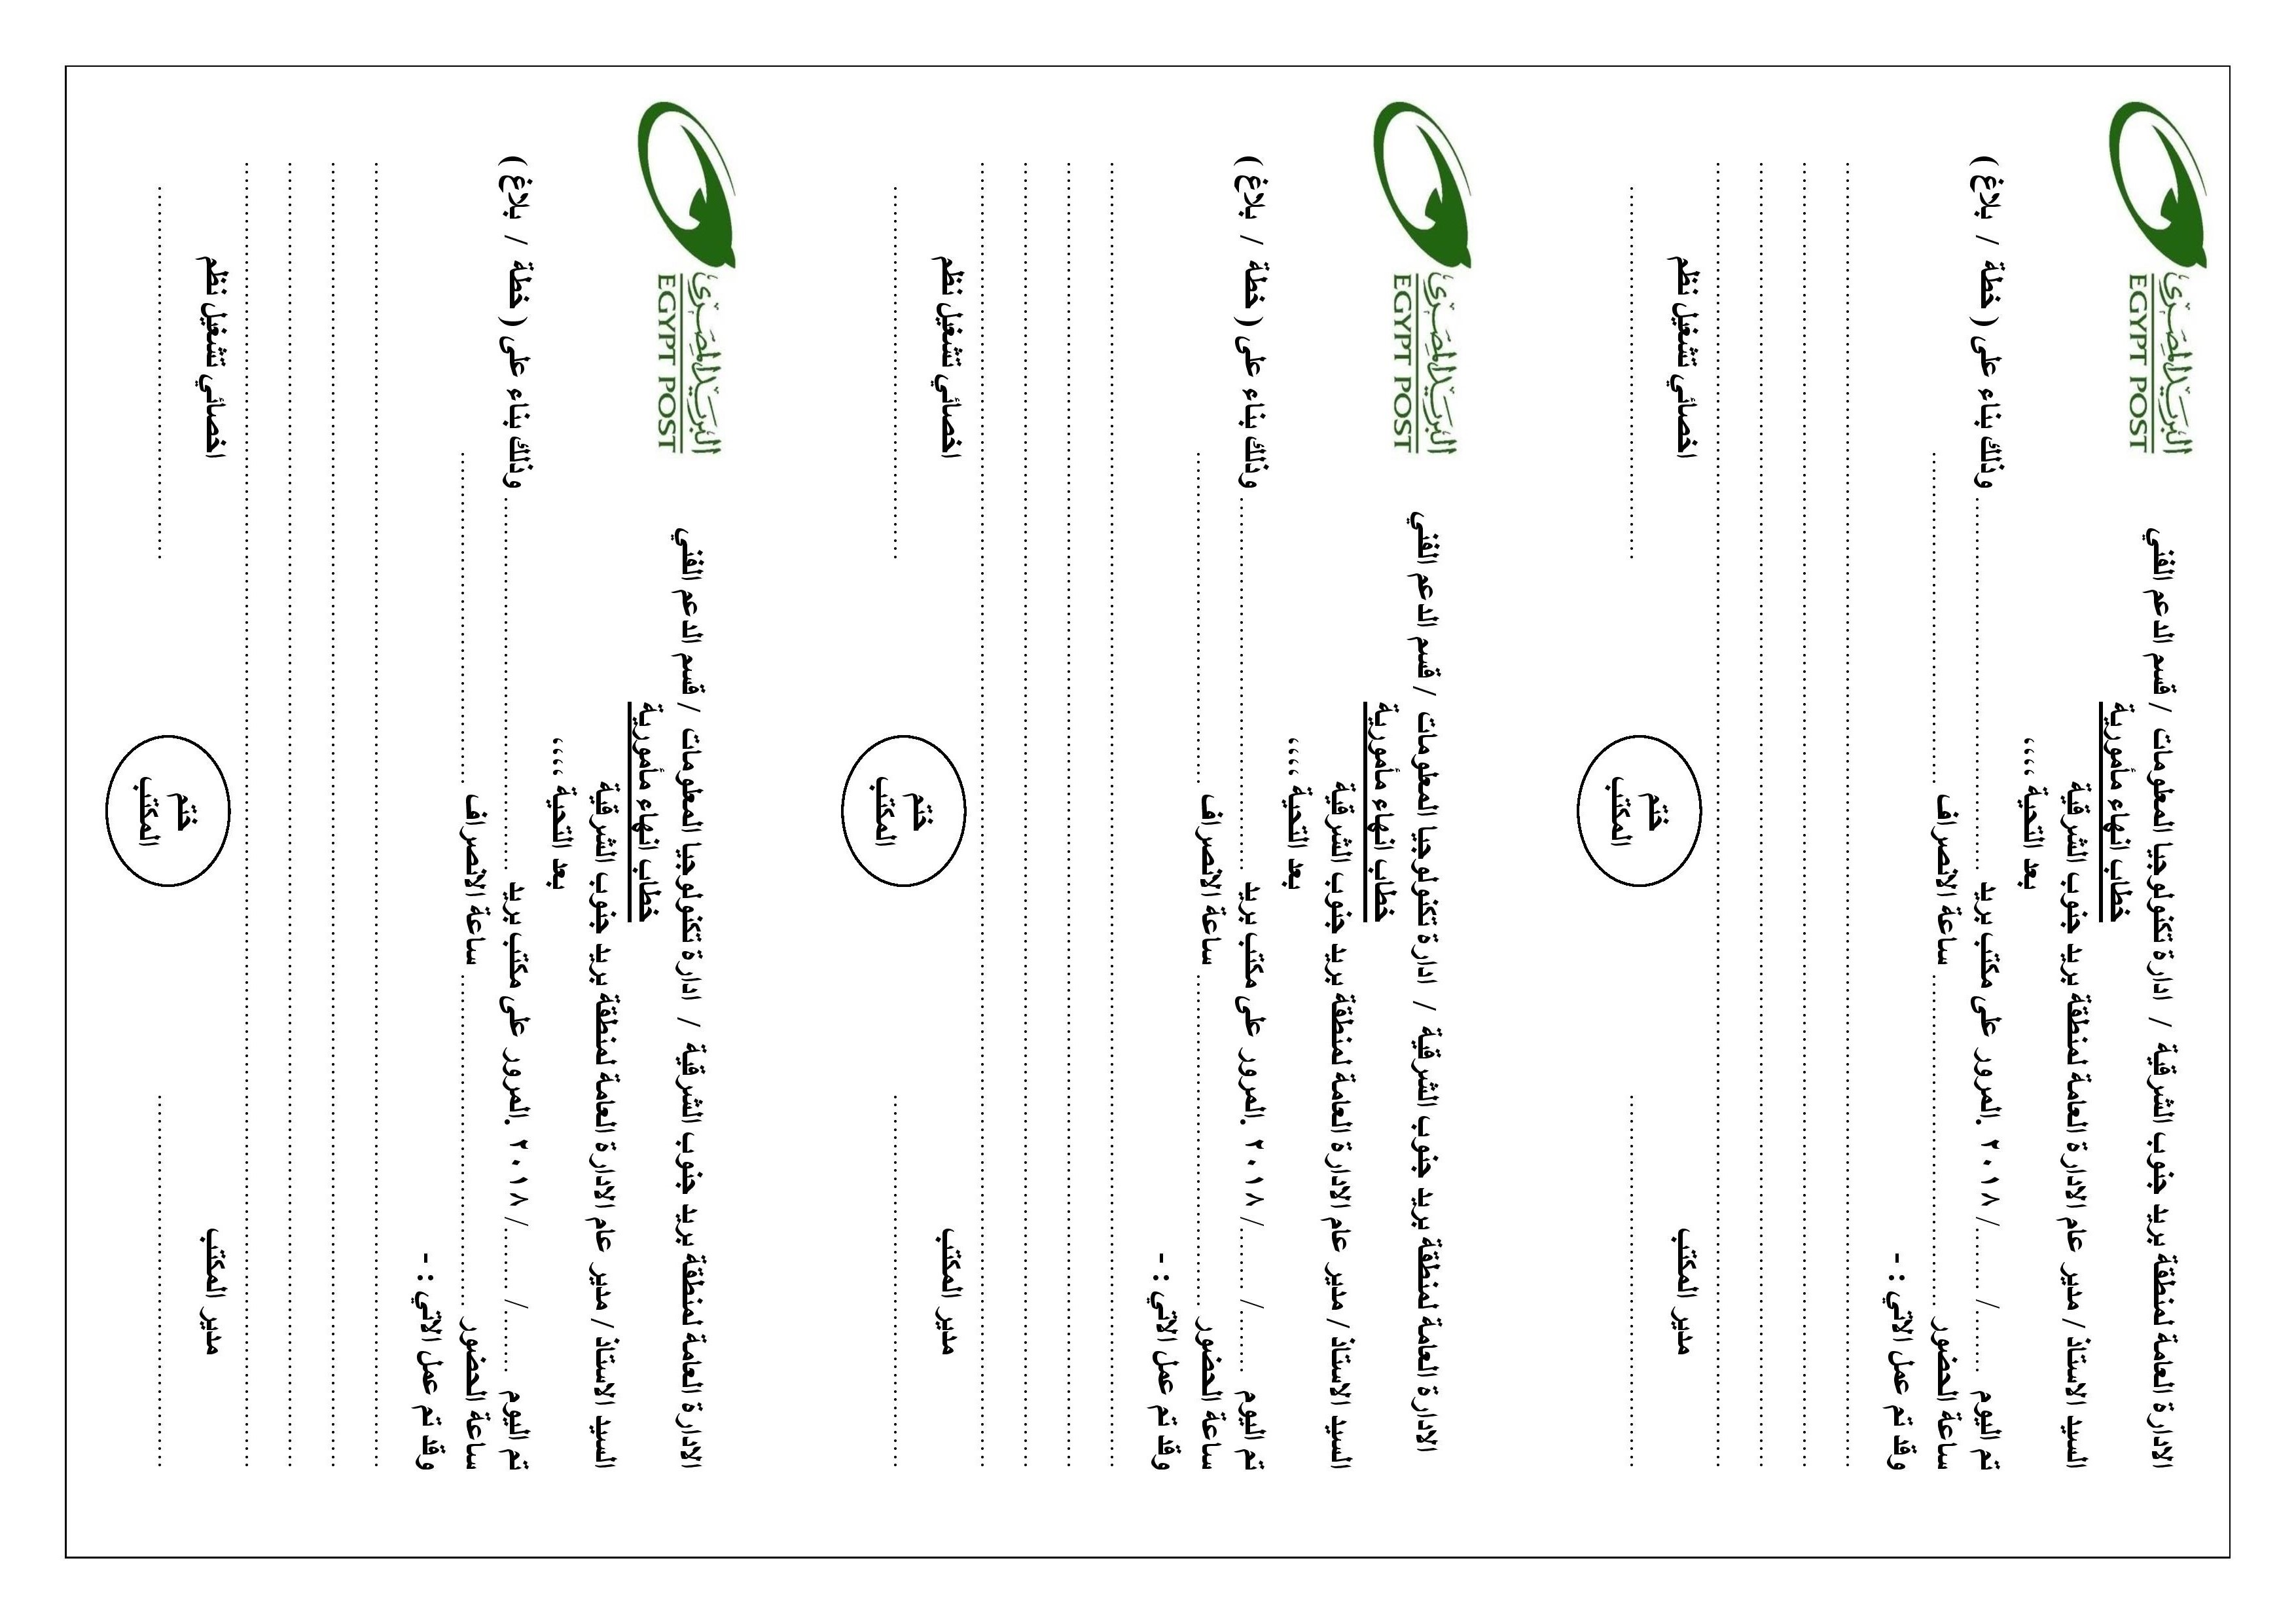 البريد المصرى
EGYPT POST
الادارة العامة لمنطقة بريد جنوب الشرقية / ادارة تكنولوجيا المعلومات / قسم الدعم الفني
خطاب انهاء مأمورية
السيد الاستاذ / مدير عام الادارة العامة لمنطقة بريد جنوب الشرقية
بعد التحية ،،،،
تم اليوم ......... / ......... / ٢٠١٨ المرور على مكتب بريد .................................................. وذلك بناء على ( خطة / بلاغ )
ساعة الحضور .................................................. ساعة الانصراف ..................................................
وقد تم عمل الاتي : -
مدير المكتب
اخصائي تشغيل نظم
ختم
المكتب
البريد المصرى
EGYPT POST
الادارة العامة لمنطقة بريد جنوب الشرقية / ادارة تكنولوجيا المعلومات / قسم الدعم الفني
خطاب انهاء مأمورية
السيد الاستاذ / مدير عام الادارة العامة لمنطقة بريد جنوب الشرقية
بعد التحية ،،،،
تم اليوم ......... / ......... / ٢٠١٨ المرور على مكتب بريد .................................................. وذلك بناء على ( خطة / بلاغ )
ساعة الحضور .................................................. ساعة الانصراف ..................................................
وقد تم عمل الاتي : -
مدير المكتب
اخصائي تشغيل نظم
ختم
المكتب
البريد المصرى
EGYPT POST
الادارة العامة لمنطقة بريد جنوب الشرقية / ادارة تكنولوجيا المعلومات / قسم الدعم الفني
خطاب انهاء مأمورية
السيد الاستاذ / مدير عام الادارة العامة لمنطقة بريد جنوب الشرقية
بعد التحية ،،،،
تم اليوم ......... / ......... / ٢٠١٨ المرور على مكتب بريد .................................................. وذلك بناء على ( خطة / بلاغ )
ساعة الحضور .................................................. ساعة الانصراف ..................................................
وقد تم عمل الاتي : -
مدير المكتب
اخصائي تشغيل نظم
ختم
المكتب